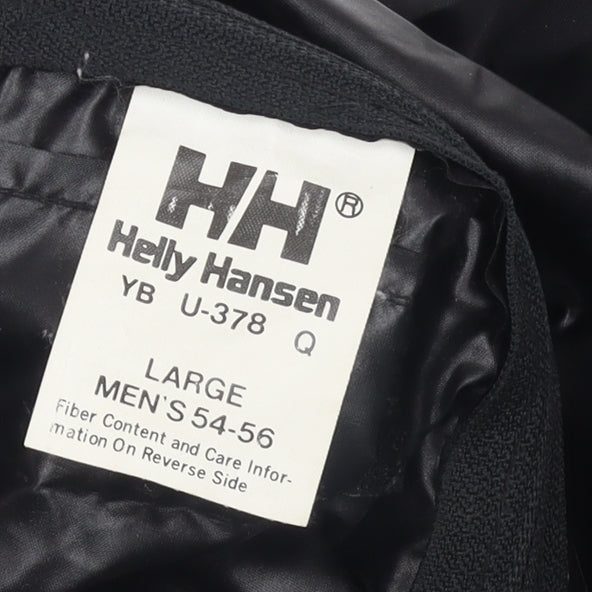 HH®
Helly Hansen
YB U-378 Q
LARGE
MEN'S 54-56
Fiber Content and Care Infor-
mation On Reverse Side